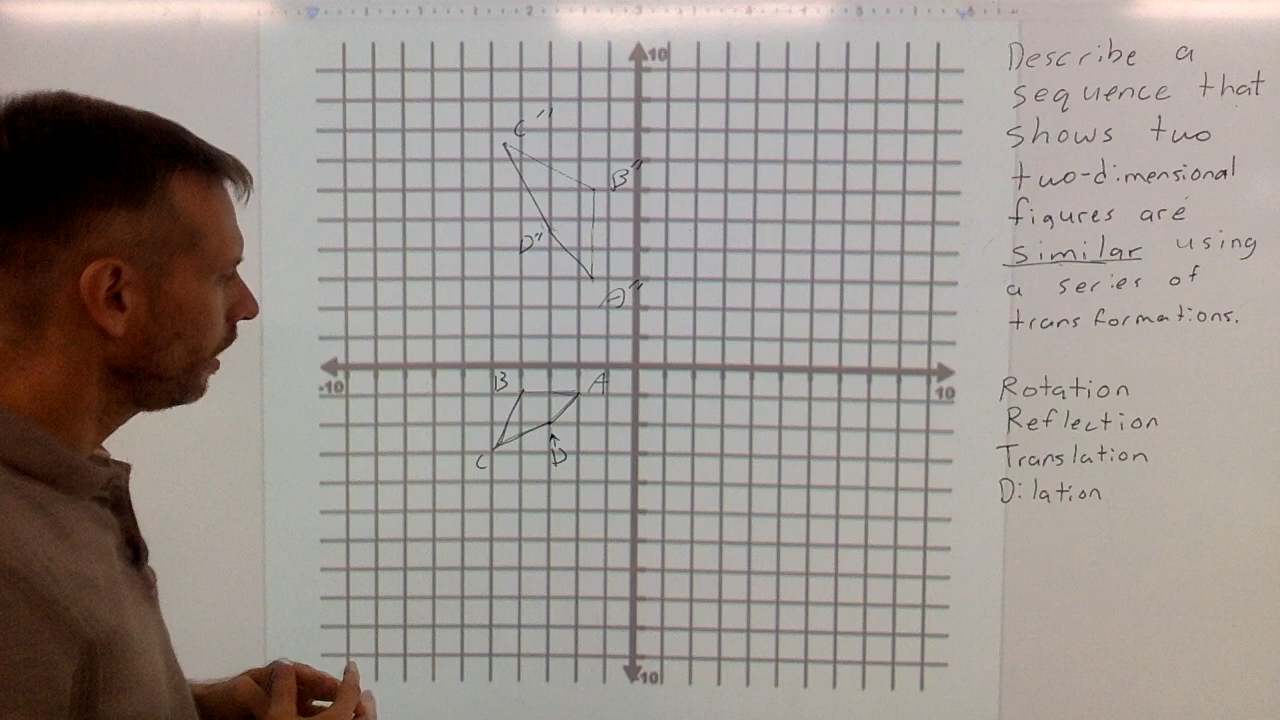 Describe a
sequence that
shows two
two-dimensional
figures are
similar using
a series of
transformations.
Rotation
Reflection
Translation
Dilation
10
C"
B"
D"
A"
-10
10
B
A
C
D
-10